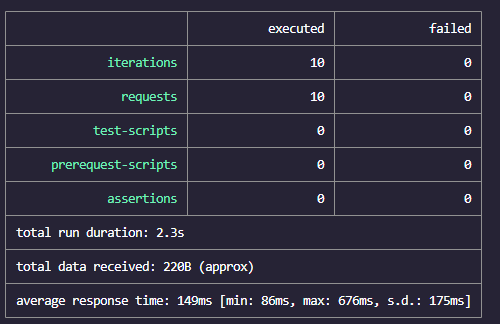 executed failed
iterations 10 0
requests 10 0
test-scripts 0 0
prerequest-scripts 0 0
assertions 0 0
total run duration: 2.3s
total data received: 220B (approx)
average response time: 149ms [min: 86ms, max: 676ms, s.d.: 175ms]